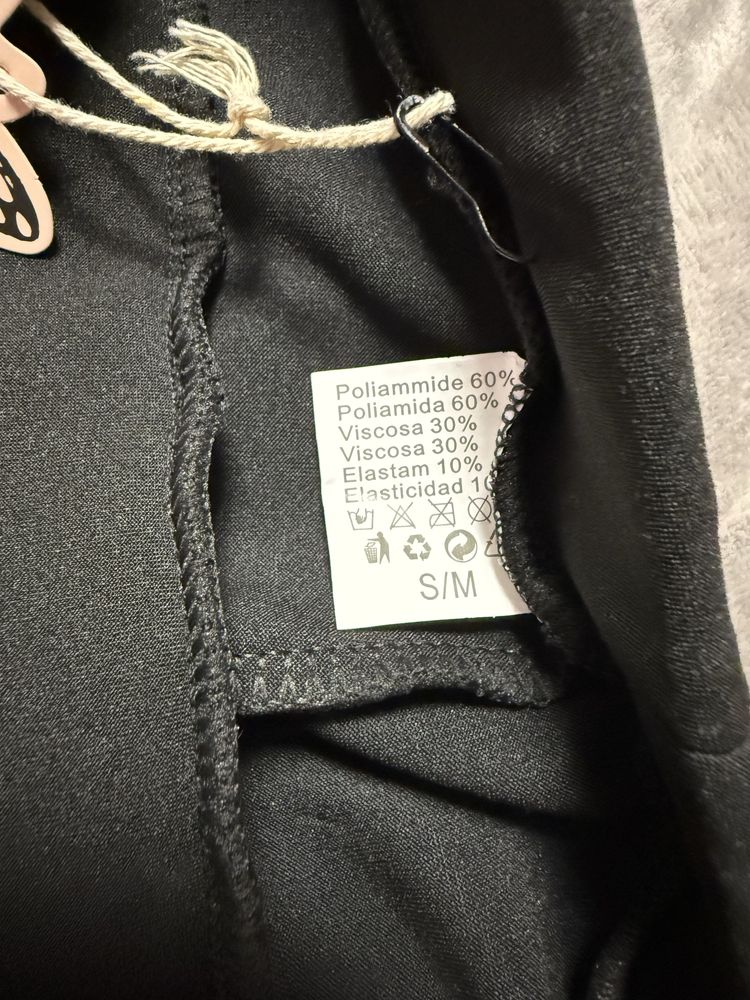 Poliammide 60%
Poliamida 60%
Viscosa 30%
Viscosa 30%
Elastam 10%
Elasticidad 10
S/M